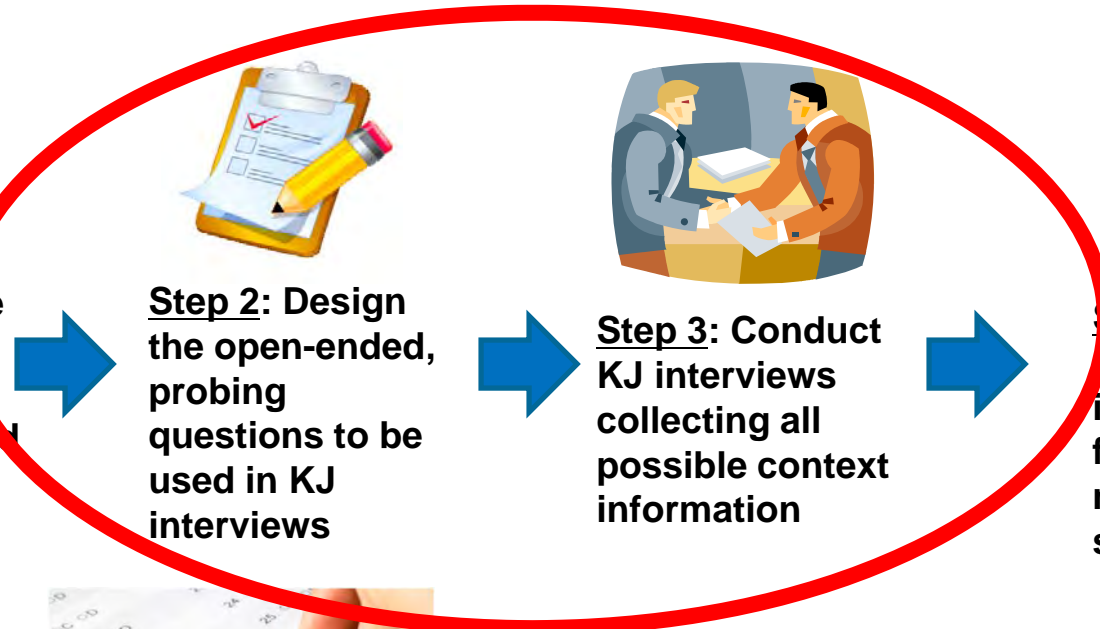 Step 2: Design
the open-ended,
probing
questions to be
used in KJ
interviews
Step 3: Conduct
KJ interviews
collecting all
possible context
information